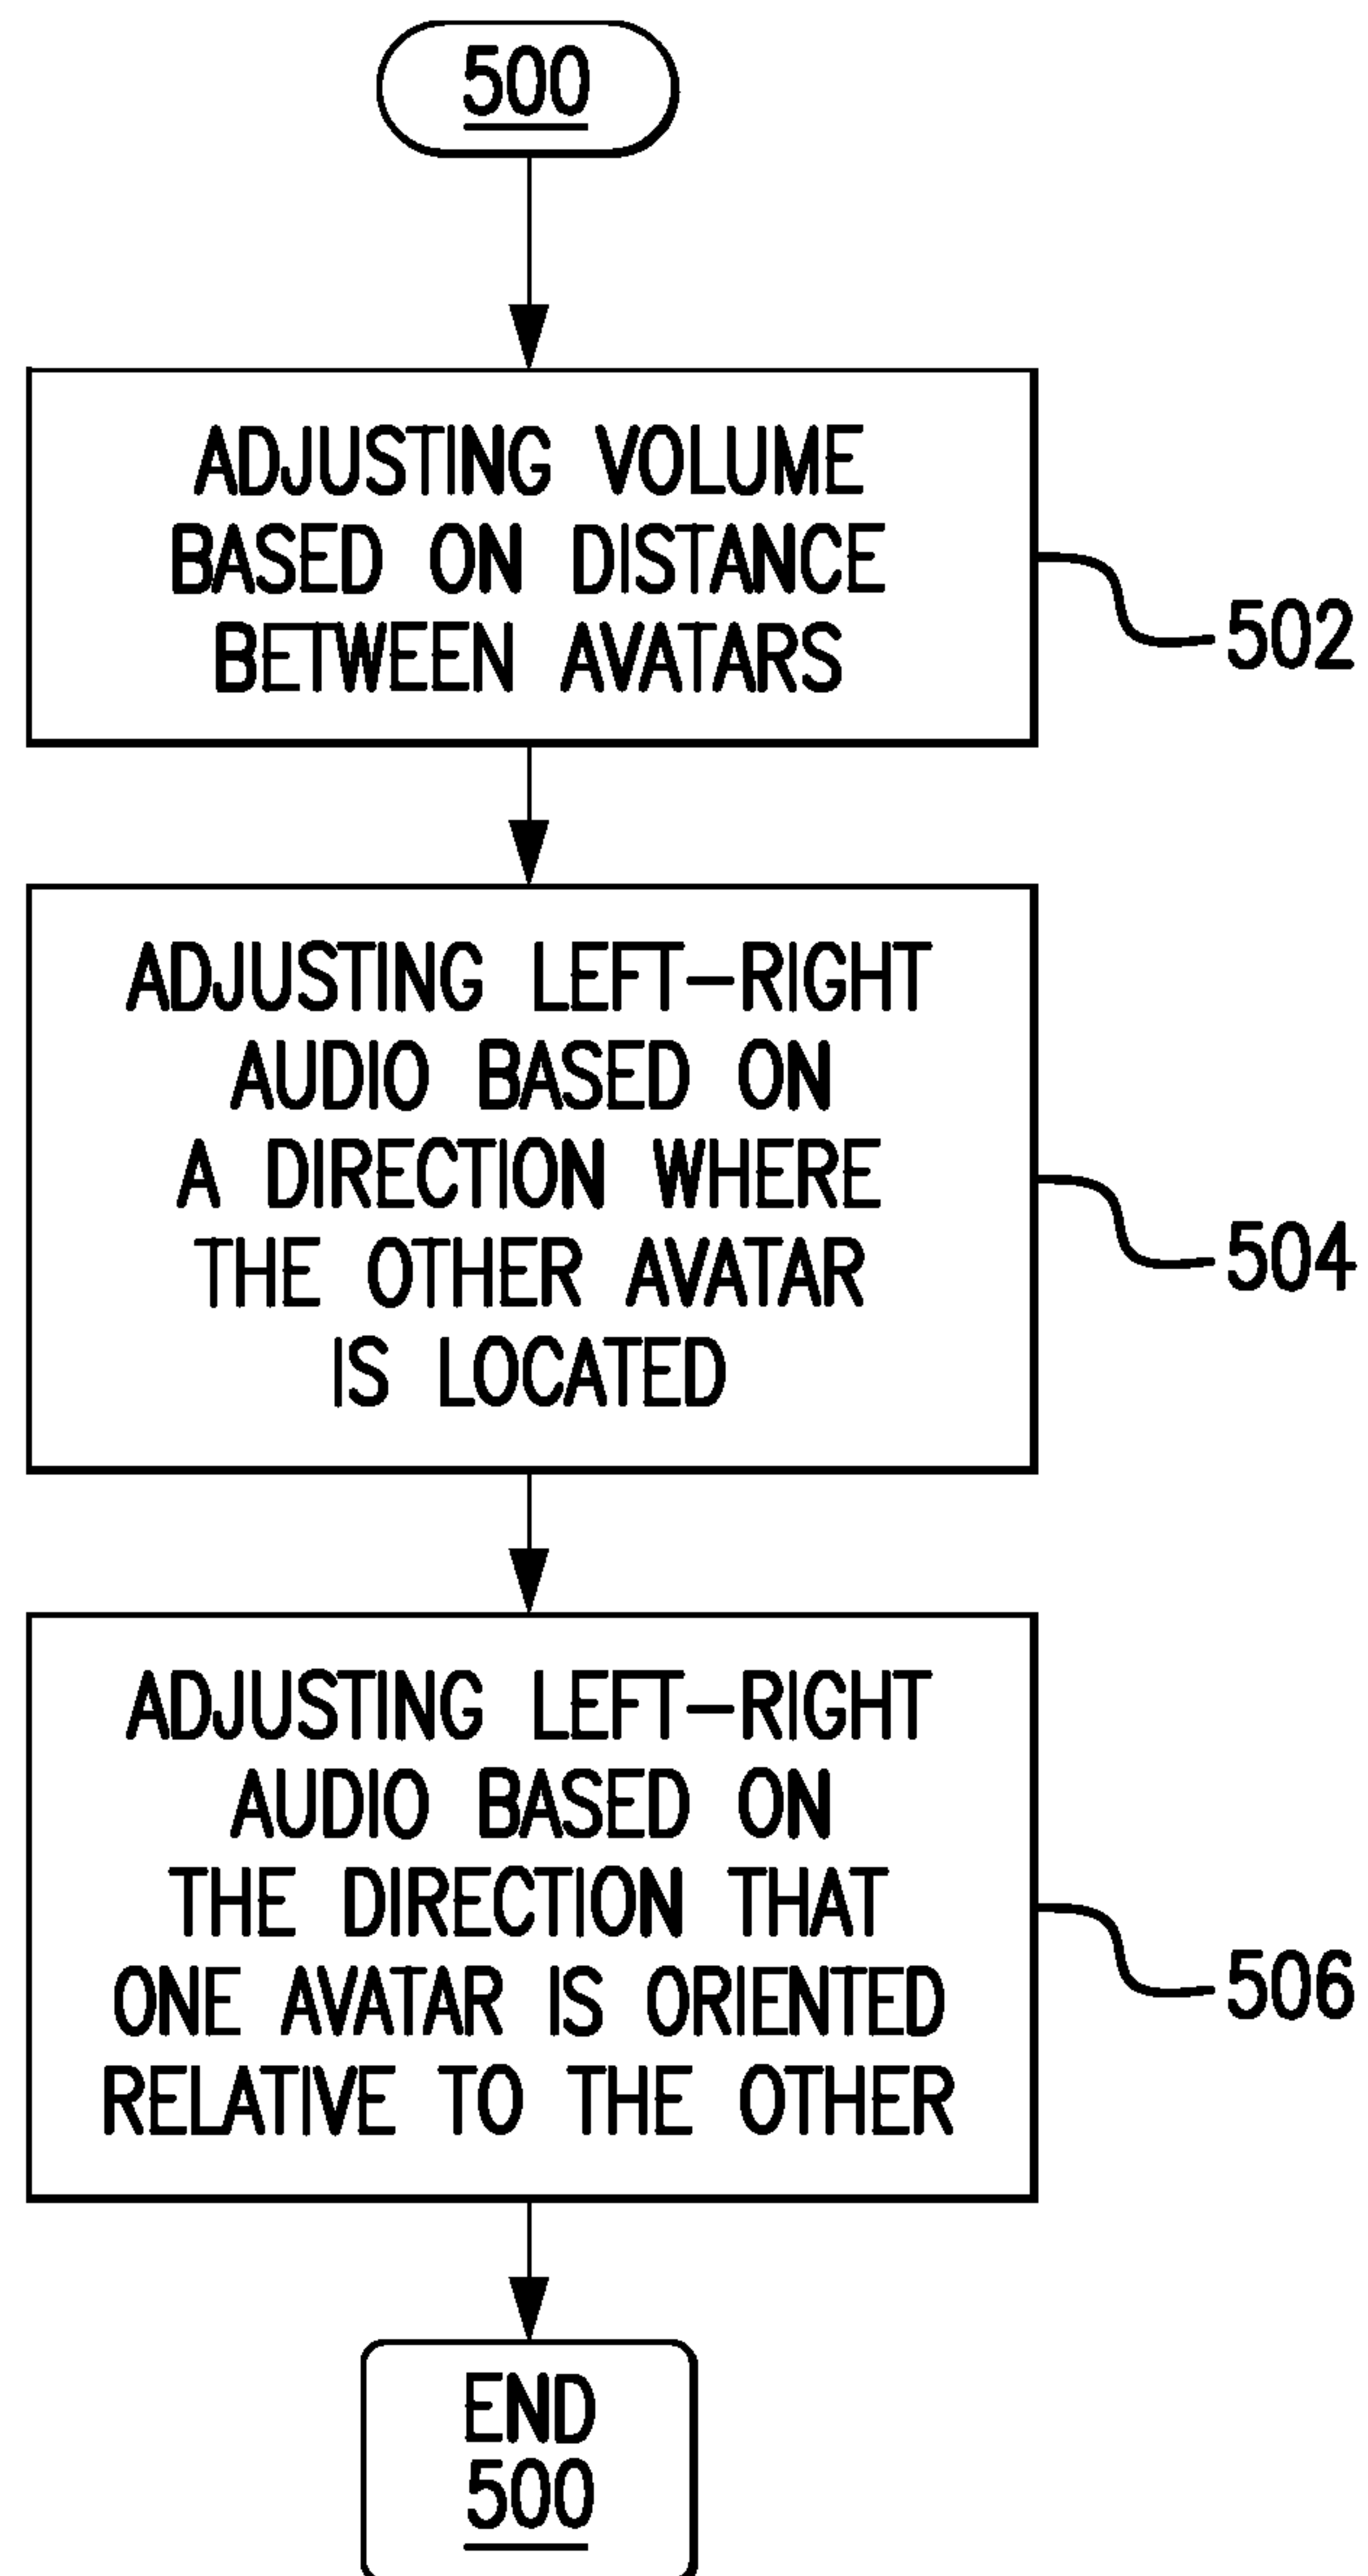 500
ADJUSTING VOLUME
BASED ON DISTANCE
BETWEEN AVATARS
502
ADJUSTING LEFT-RIGHT
AUDIO BASED ON
A DIRECTION WHERE
THE OTHER AVATAR
IS LOCATED
504
ADJUSTING LEFT-RIGHT
AUDIO BASED ON
THE DIRECTION THAT
ONE AVATAR IS ORIENTED
RELATIVE TO THE OTHER
506
END
500